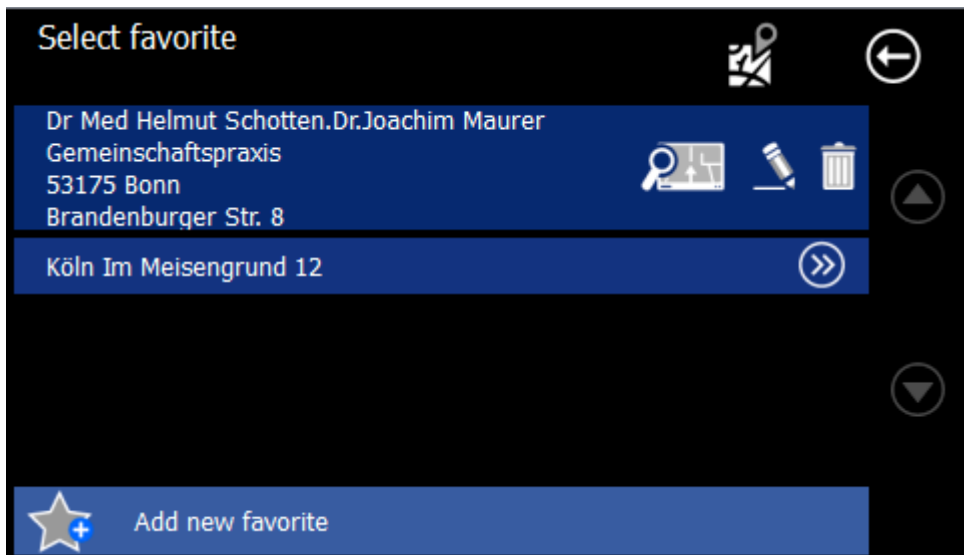 Select favorite
Dr Med Helmut Schotten.Dr.Joachim Maurer
Gemeinschaftspraxis
53175 Bonn
Brandenburger Str. 8
Köln Im Meisengrund 12
Add new favorite